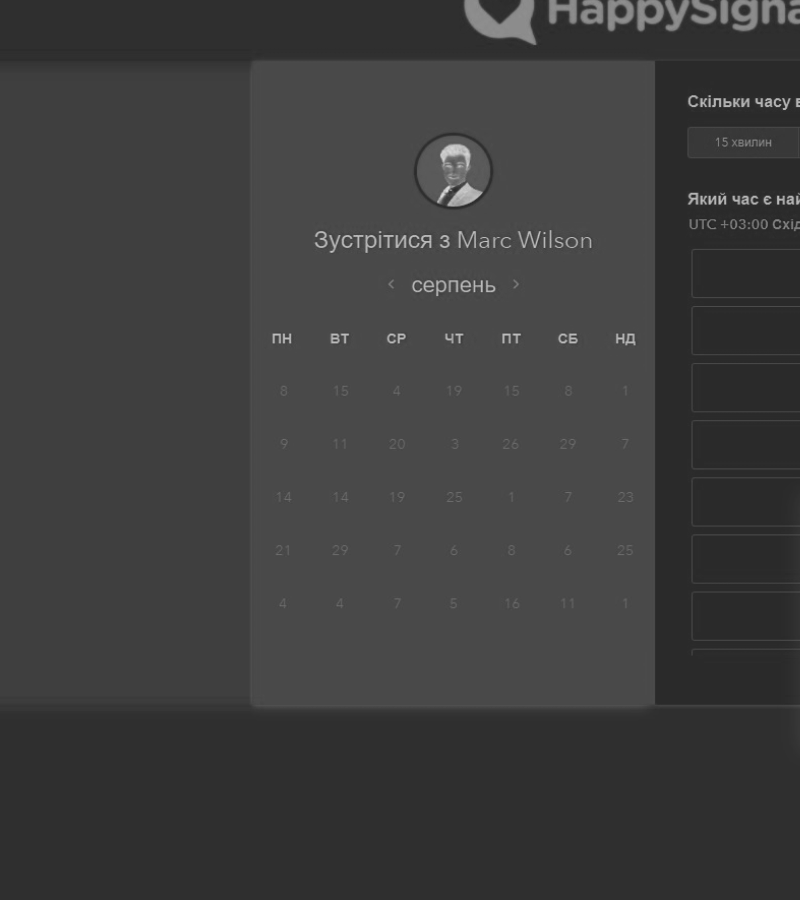 HappySigna
Зустрітися з Marc Wilson
< серпень >
ПН ВТ СР ЧТ ПТ СБ НД
8 15 4 19 15 8 1
9 11 20 3 26 29 7
14 14 19 25 1 7 23
21 29 7 6 8 6 25
4 4 7 5 16 11 1
Скільки часу в
15 хвилин
Який час є най
UTC +03:00 Схід